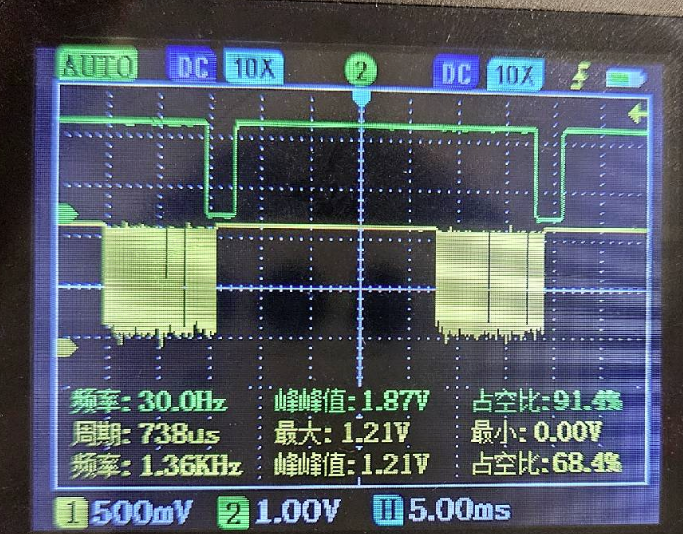 AUTO DC 10X 2 DC 10X
频率: 30.0Hz 峰峰值: 1.87V 占空比: 91.4%
周期: 738us 最大: 1.21V 最小: 0.00V
频率: 1.36KHz 峰峰值: 1.21V 占空比: 68.4%
1 500mV 2 1.00V H 5.00ms